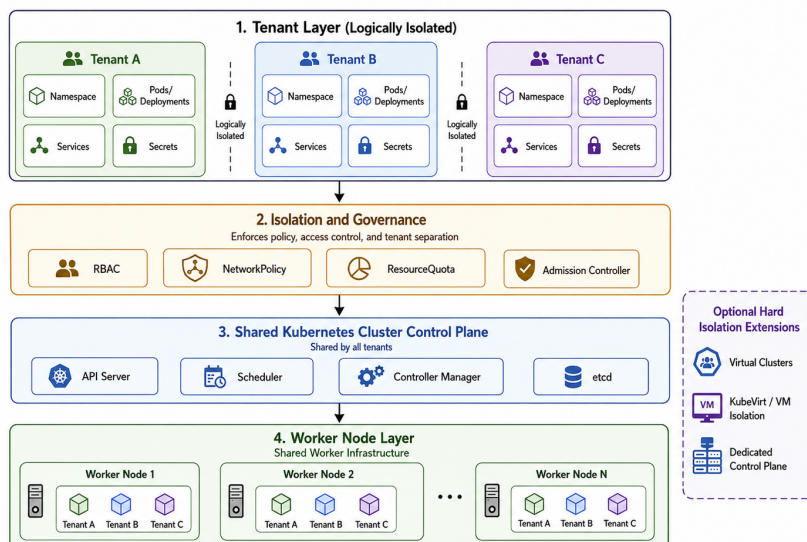 1. Tenant Layer (Logically Isolated)
Tenant A
Namespace
Pods/
Deployments
Services
Secrets
Logically
Isolated
Tenant B
Namespace
Pods/
Deployments
Services
Secrets
Logically
Isolated
Tenant C
Namespace
Pods/
Deployments
Services
Secrets
2. Isolation and Governance
Enforces policy, access control, and tenant separation
RBAC
NetworkPolicy
ResourceQuota
Admission Controller
3. Shared Kubernetes Cluster Control Plane
Shared by all tenants
API Server
Scheduler
Controller Manager
etcd
4. Worker Node Layer
Shared Worker Infrastructure
Worker Node 1
Tenant A
Tenant B
Tenant C
Worker Node 2
Tenant A
Tenant B
Tenant C
Worker Node N
Tenant A
Tenant B
Tenant C
Optional Hard
Isolation Extensions
Virtual Clusters
VM
KubeVirt / VM
Isolation
Dedicated
Control Plane